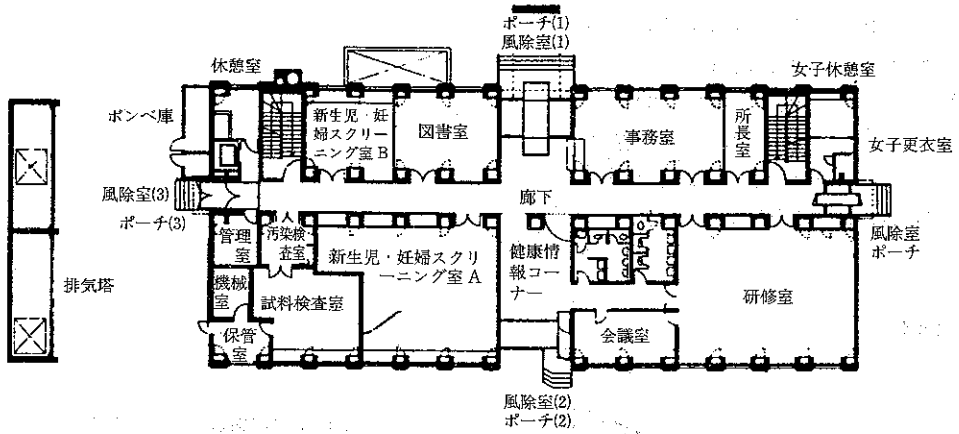 ポーチ(1)
風除室(1)
休憩室
女子休憩室
ボンベ庫
新生児・妊
婦スクリー
ニング室B
図書室
事務室
所長室
女子更衣室
風除室(3)
ポーチ(3)
廊下
管理
室
汚染検
査室
新生児・妊婦スクリ
ーニング室A
健康情
報コー
ナー
風除室
ポーチ
排気塔
機械
室
試料検査室
研修室
保管
室
会議室
風除室(2)
ポーチ(2)